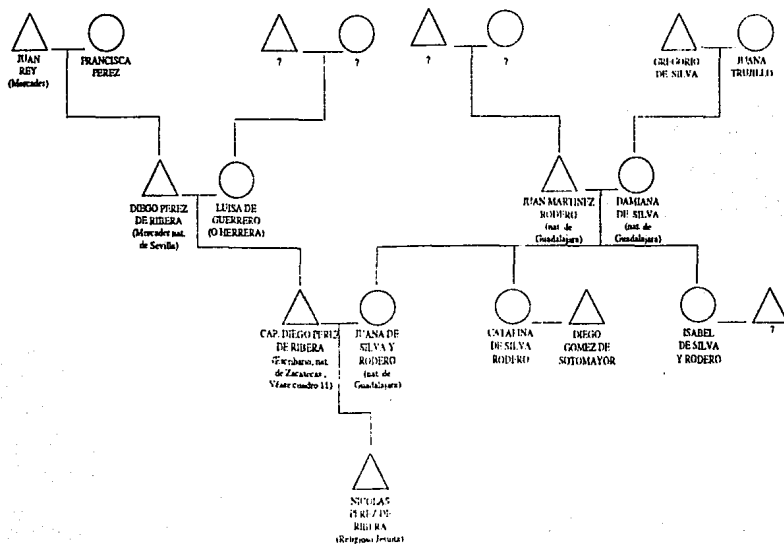 JUAN
REY
(Mercader)
FRANCISCA
PEREZ
?
?
?
?
GREGORIO
DE SILVA
JUANA
TRUJILLO
DIEGO PEREZ
DE RIBERA
(Mercader nat.
de Sevilla)
LUISA DE
GUERRERO
(O HERRERA)
JUAN MARTINEZ
RODERO
(nat. de
Guadalajara)
DAMIANA
DE SILVA
(nat. de
Guadalajara)
CAP. DIEGO PEREZ
DE RIBERA
(Escribano, nat.
de Zacatecas,
Véase cuadro 11)
JUANA DE
SILVA Y
RODERO
(nat. de
Guadalajara)
CATALINA
DE SILVA
RODERO
DIEGO
GOMEZ DE
SOTOMAYOR
ISABEL
DE SILVA
Y RODERO
?
NICOLAS
PEREZ DE
RIBERA
(Religioso Jesuita)